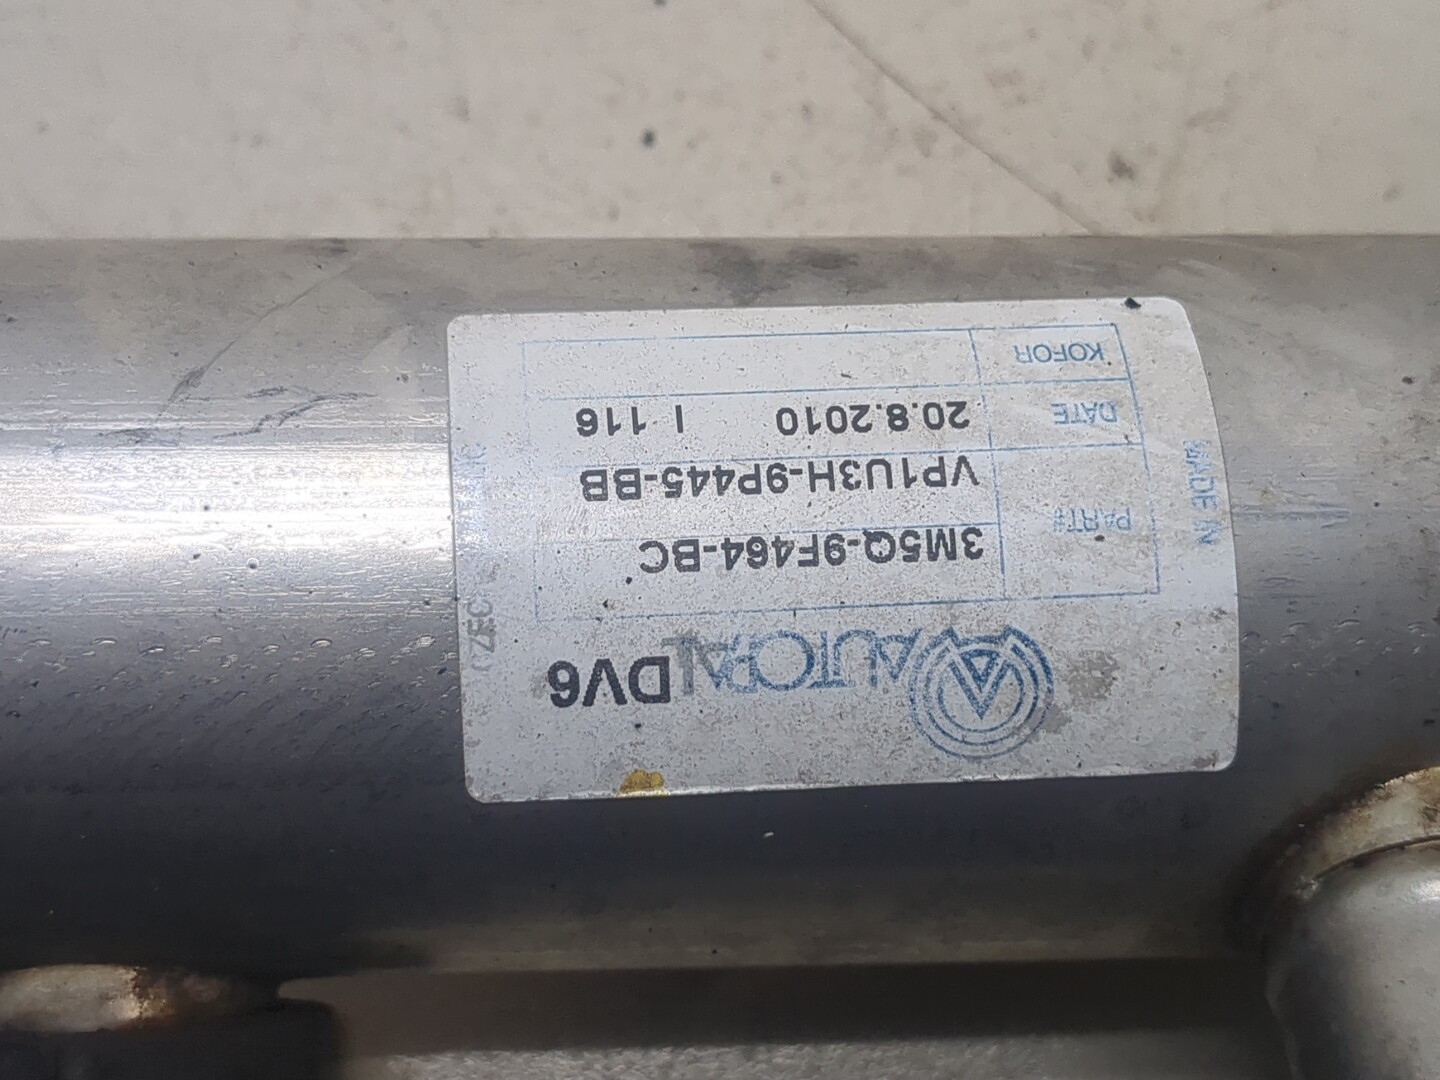 AUTOPAL DV6
PART# 3M5Q-9F464-BC
VP1U3H-9P445-BB
DATE 20.8.2010 I 116
KOFOR
MADE IN